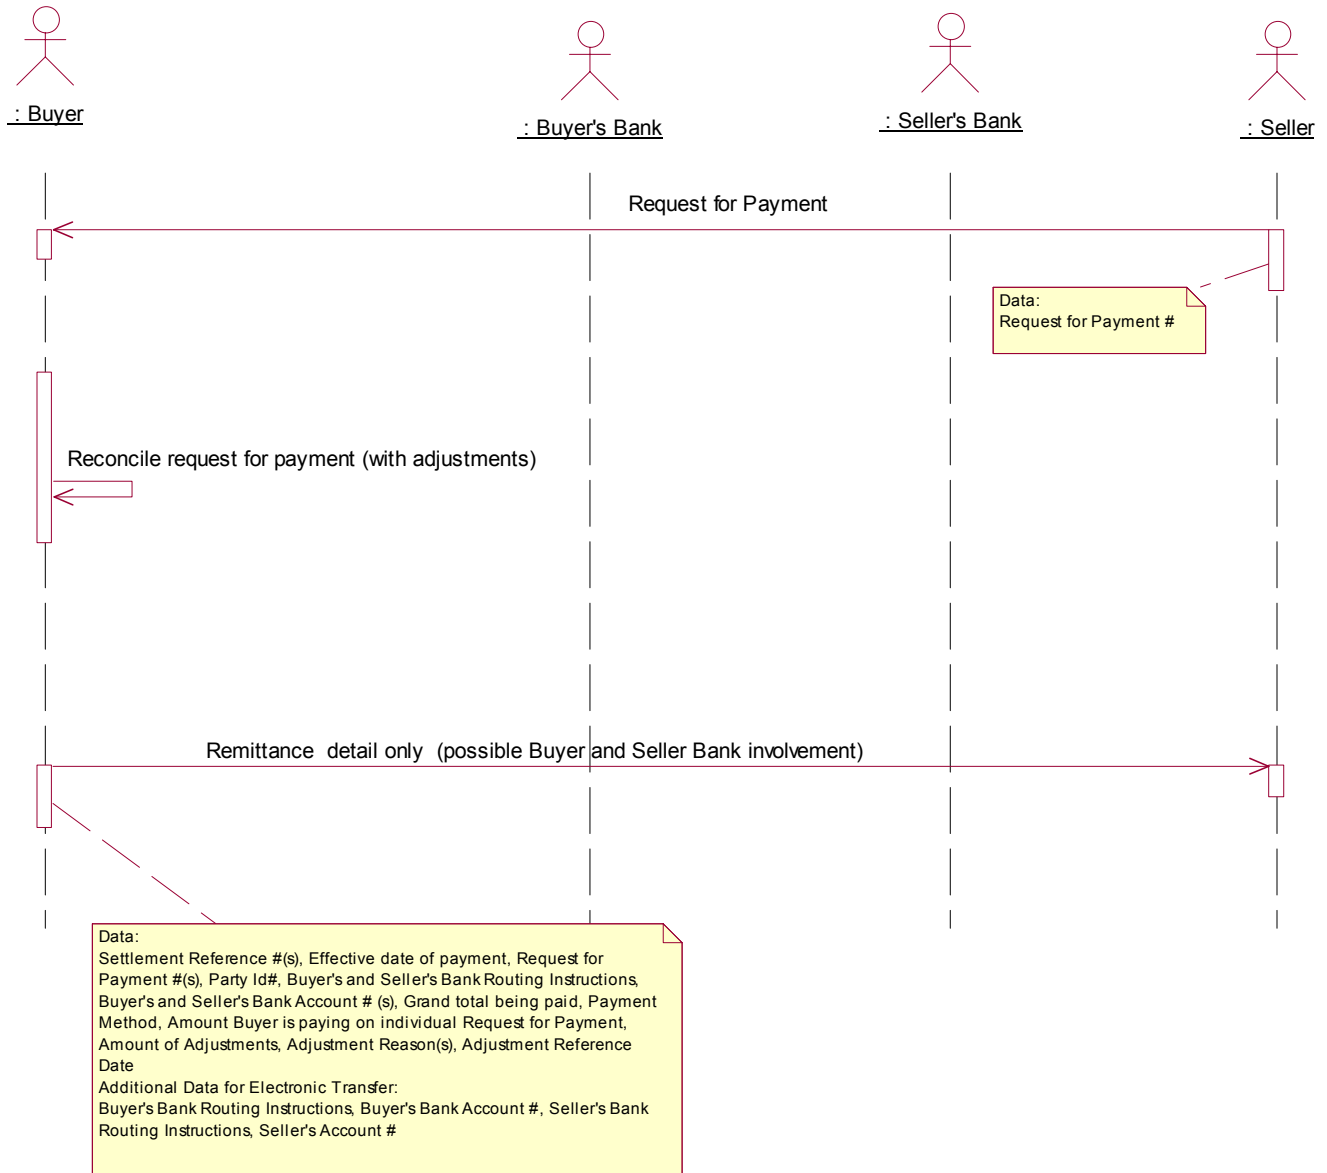 : Buyer
: Buyer's Bank
: Seller's Bank
: Seller
Request for Payment
Data:
Request for Payment #
Reconcile request for payment (with adjustments)
Remittance detail only (possible Buyer and Seller Bank involvement)
Data:
Settlement Reference #(s), Effective date of payment, Request for
Payment #(s), Party Id#, Buyer's and Seller's Bank Routing Instructions,
Buyer's and Seller's Bank Account # (s), Grand total being paid, Payment
Method, Amount Buyer is paying on individual Request for Payment,
Amount of Adjustments, Adjustment Reason(s), Adjustment Reference
Date
Additional Data for Electronic Transfer:
Buyer's Bank Routing Instructions, Buyer's Bank Account #, Seller's Bank
Routing Instructions, Seller's Account #